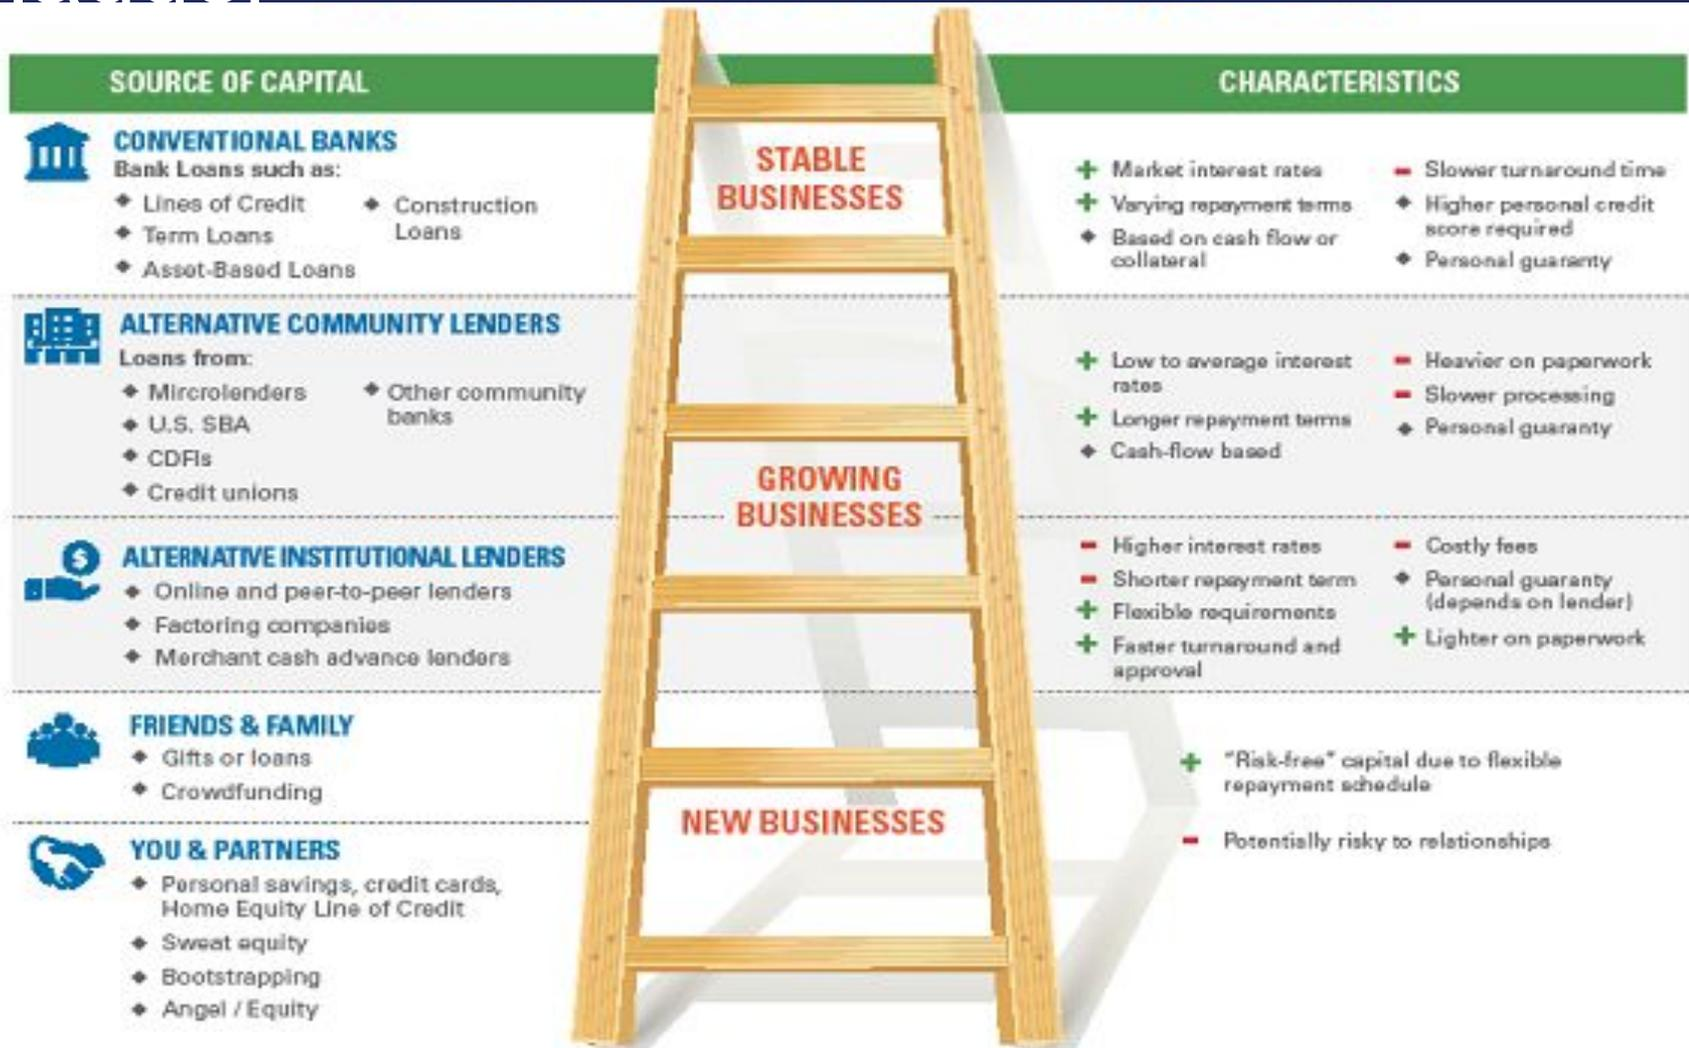 SOURCE OF CAPITAL
CHARACTERISTICS
CONVENTIONAL BANKS
Bank Loans such as:
Lines of Credit
Term Loans
Asset-Based Loans
Construction
Loans
STABLE
BUSINESSES
Market interest rates
Varying repayment terms
Based on cash flow or
collateral
Slower turnaround time
Higher personal credit
score required
Personal guaranty
ALTERNATIVE COMMUNITY LENDERS
Loans from:
Mircrolenders
U.S. SBA
CDFIs
Credit unions
Other community
banks
Low to average interest
rates
Longer repayment terms
Cash-flow based
Heavier on paperwork
Slower processing
Personal guaranty
GROWING
BUSINESSES
ALTERNATIVE INSTITUTIONAL LENDERS
Online and peer-to-peer lenders
Factoring companies
Merchant cash advance lenders
Higher interest rates
Shorter repayment term
Flexible requirements
Faster turnaround and
approval
Costly fees
Personal guaranty
(depends on lender)
Lighter on paperwork
FRIENDS & FAMILY
Gifts or loans
Crowdfunding
NEW BUSINESSES
"Risk-free" capital due to flexible
repayment schedule
Potentially risky to relationships
YOU & PARTNERS
Personal savings, credit cards,
Home Equity Line of Credit
Sweat equity
Bootstrapping
Angel / Equity